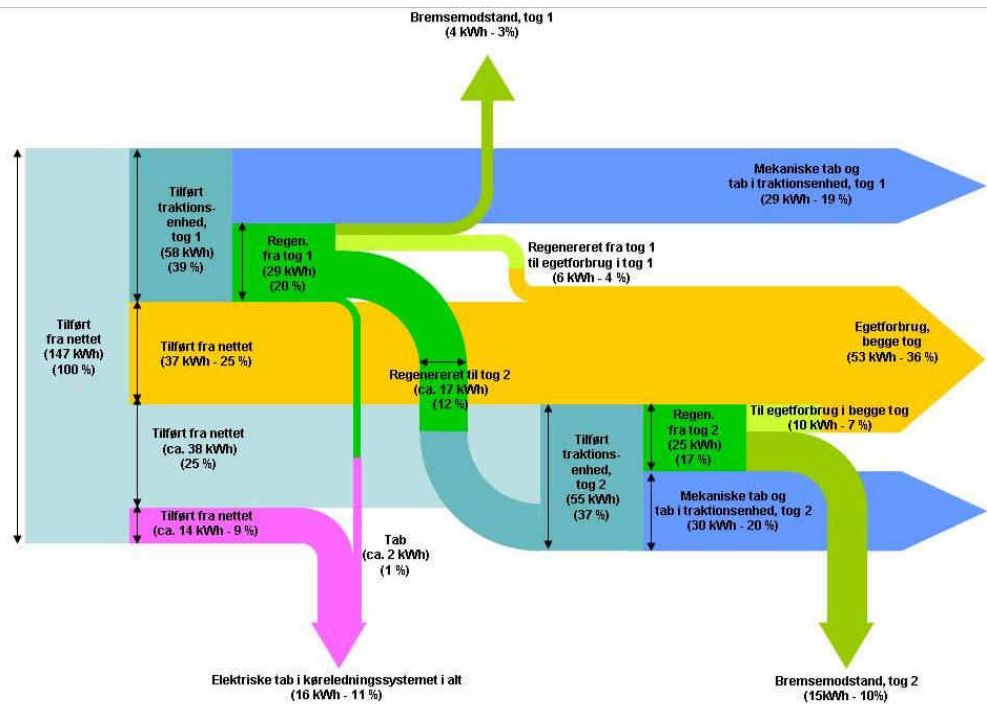 Bremsemodstand, tog 1
(4 kWh - 3%)
Mekaniske tab og
tab i traktionsenhed, tog 1
(29 kWh - 19 %)
Tilført
traktions-
enhed,
tog 1
(58 kWh)
(39 %)
Regen.
fra tog 1
(29 kWh)
(20 %)
Regenereret fra tog 1
til egetforbrug i tog 1
(6 kWh - 4 %)
Tilført
fra nettet
(147 kWh)
(100 %)
Tilført fra nettet
(37 kWh - 25 %)
Egetforbrug,
begge tog
(53 kWh - 36 %)
Regenereret til tog 2
(ca. 17 kWh)
(12 %)
Tilført fra nettet
(ca. 38 kWh)
(25 %)
Tilført
traktions-
enhed,
tog 2
(55 kWh)
(37 %)
Regen.
fra tog 2
(25 kWh)
(17 %)
Til egetforbrug i begge tog
(10 kWh - 7 %)
Mekaniske tab og
tab i traktionsenhed, tog 2
(30 kWh - 20 %)
Tilført fra nettet
(ca. 14 kWh - 9 %)
Tab
(ca. 2 kWh)
(1 %)
Elektriske tab i køreledningssystemet i alt
(16 kWh - 11 %)
Bremsemodstand, tog 2
(15kWh - 10%)